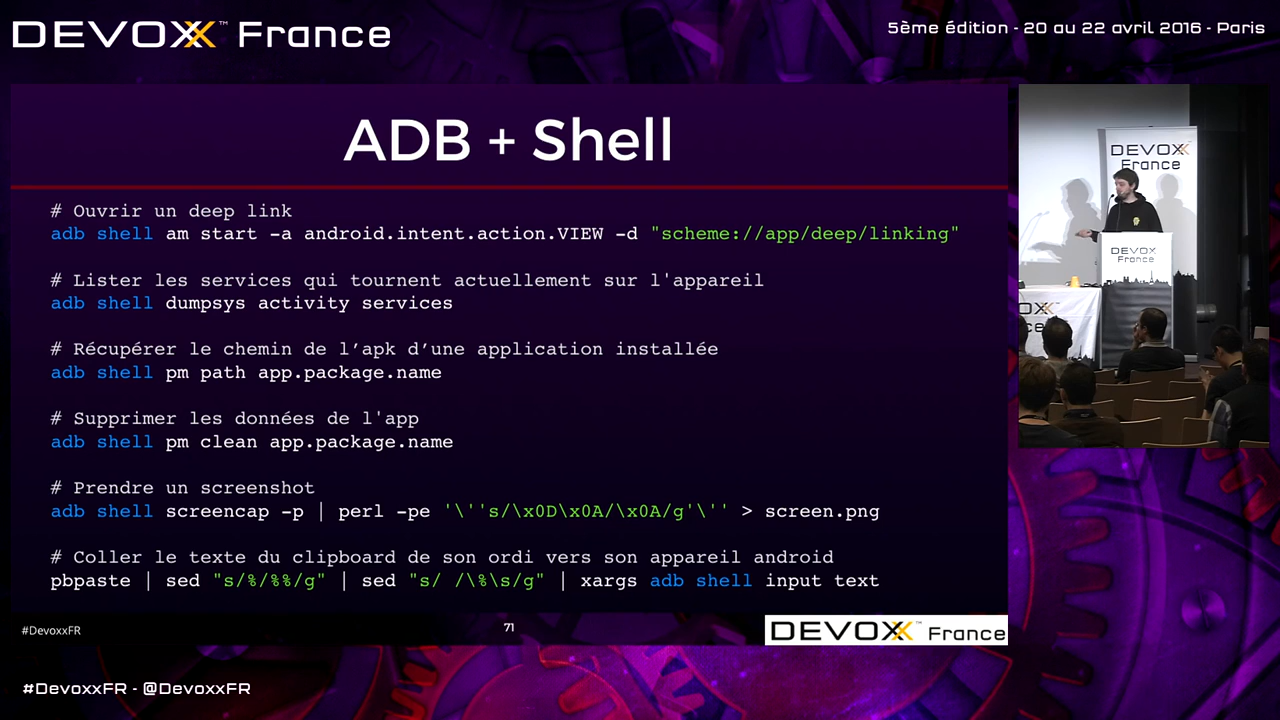 DEVOXX™ France
5ème édition - 20 au 22 avril 2016 - Paris
ADB + Shell
# Ouvrir un deep link
adb shell am start -a android.intent.action.VIEW -d "scheme://app/deep/linking"
# Lister les services qui tournent actuellement sur l'appareil
adb shell dumpsys activity services
# Récupérer le chemin de l’apk d’une application installée
adb shell pm path app.package.name
# Supprimer les données de l'app
adb shell pm clean app.package.name
# Prendre un screenshot
adb shell screencap -p | perl -pe '\''s/\x0D\x0A/\x0A/g'\'' > screen.png
# Coller le texte du clipboard de son ordi vers son appareil android
pbpaste | sed "s/%/%%/g" | sed "s/ /\%\s/g" | xargs adb shell input text
#DevoxxFR
71
DEVOXX France
DEVOXX
France
DEVOXX
France
#DevoxxFR - @DevoxxFR